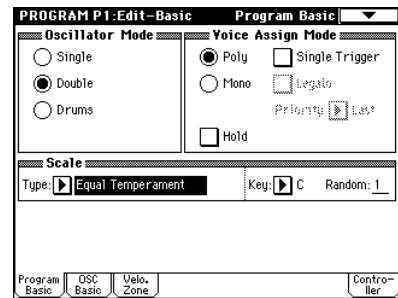 PROGRAM P1:Edit-Basic Program Basic
Oscillator Mode
Single
Double
Drums
Voice Assign Mode
Poly Single Trigger
Mono Legato
Priority Last
Hold
Scale
Type: Equal Temperament Key: C Random: 1
Program Basic
OSC Basic
Velo. Zone
Contro-
ller